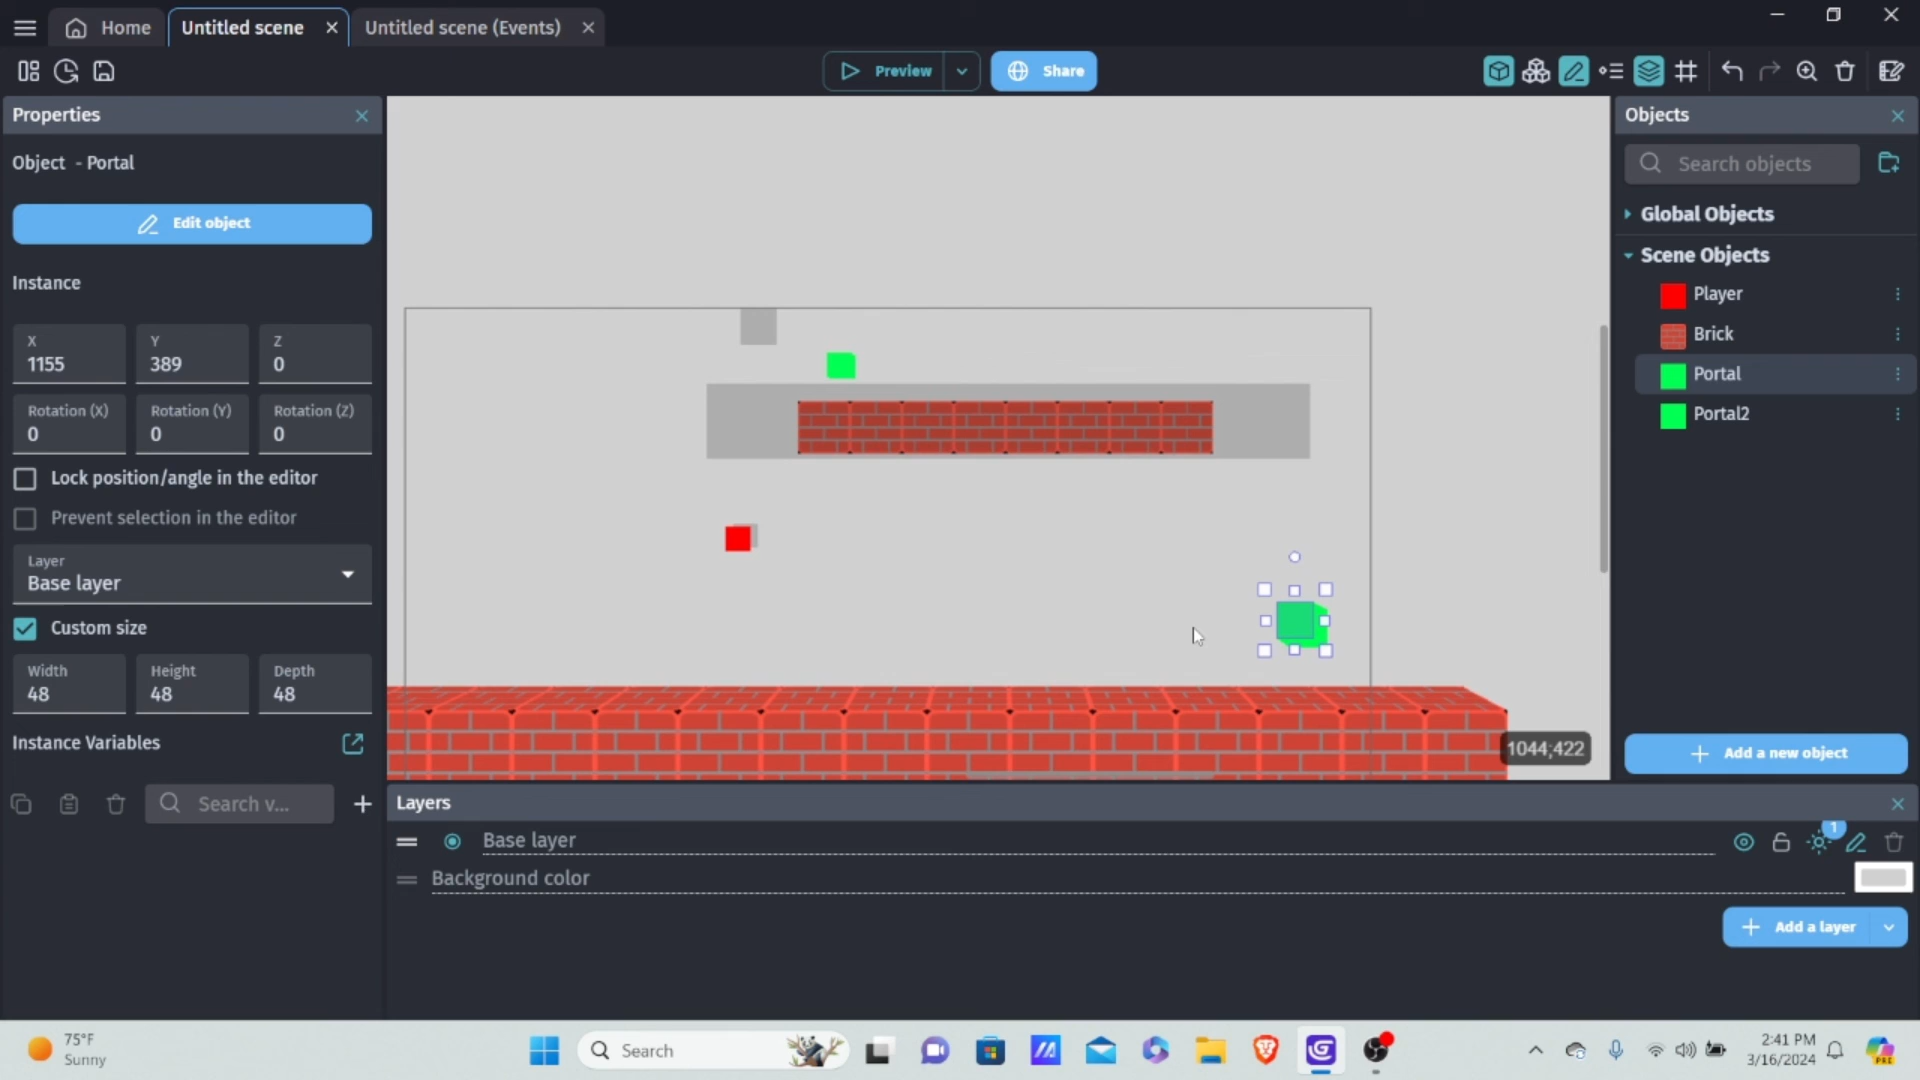 Home
Untitled scene
Untitled scene (Events)
Preview
Share
Properties
Object - Portal
Edit object
Instance
X
1155
Y
389
Z
0
Rotation (X)
0
Rotation (Y)
0
Rotation (Z)
0
Lock position/angle in the editor
Prevent selection in the editor
Layer
Base layer
Custom size
Width
48
Height
48
Depth
48
Instance Variables
Search v...
1044;422
Objects
Search objects
Global Objects
Scene Objects
Player
Brick
Portal
Portal2
Add a new object
Layers
Base layer
1
Background color
Add a layer
75°F
Sunny
Search
2:41 PM
3/16/2024
PRE